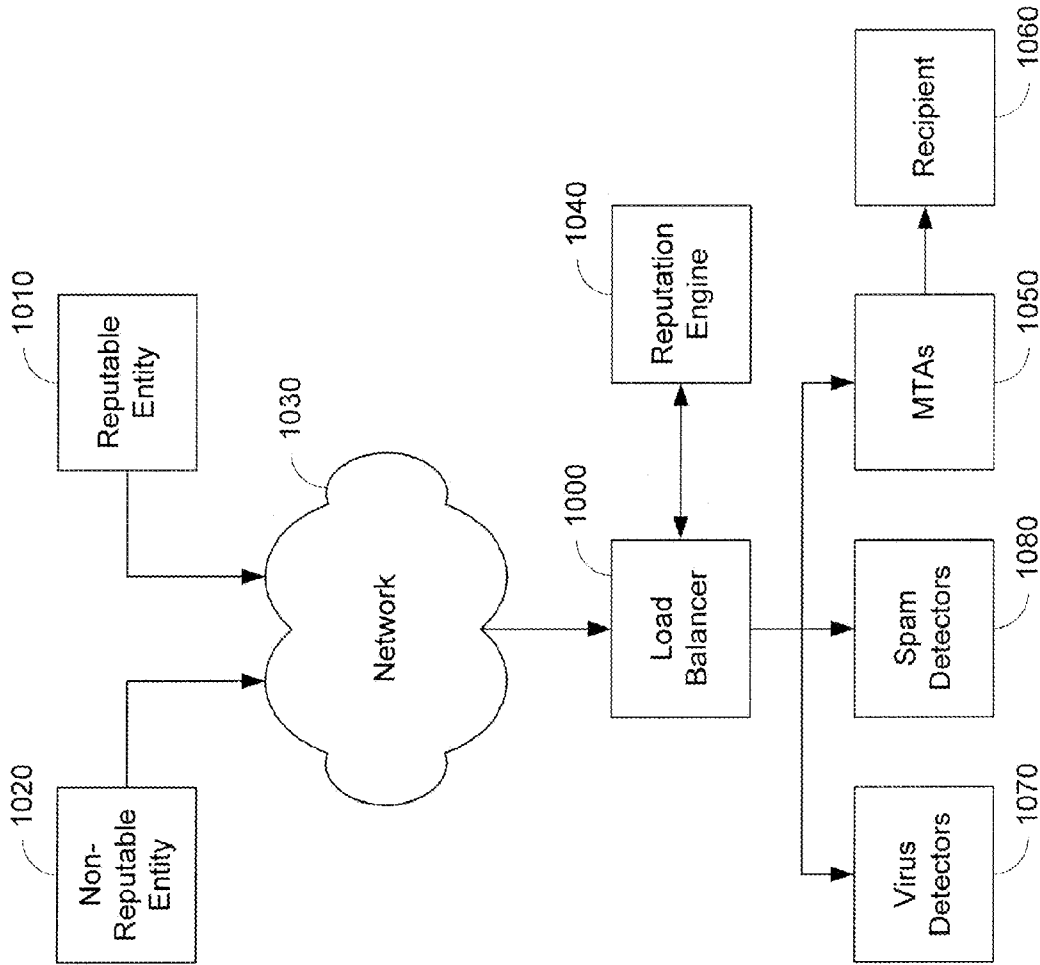 1020
Non-
Reputable
Entity
1010
Reputable
Entity
1030
Network
1000
Load
Balancer
1040
Reputation
Engine
Virus
Detectors
1070
Spam
Detectors
1080
MTAs
1050
Recipient
1060